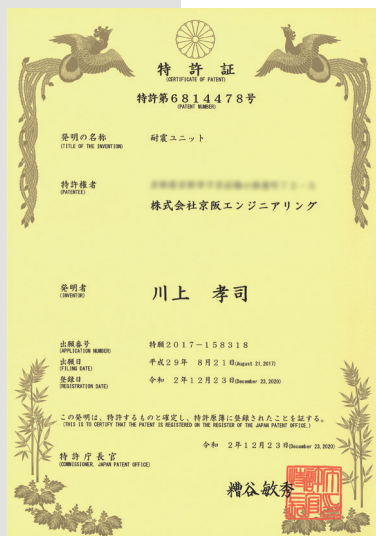 特許証
(CERTIFICATE OF PATENT)
特許第6814478号
(PATENT NUMBER)
発明の名称
(TITLE OF THE INVENTION)
耐震ユニット
特許権者
(PATENTEE)
株式会社京阪エンジニアリング
発明者
(INVENTOR)
川上 孝司
出願番号
(APPLICATION NUMBER)
特願2017-158318
出願日
(FILING DATE)
平成29年 8月21日(August 21,2017)
登録日
(REGISTRATION DATE)
令和 2年12月23日(December 23,2020)
この発明は、特許するものと確定し、特許原簿に登録されたことを証する。
(THIS IS TO CERTIFY THAT THE PATENT IS REGISTERED ON THE REGISTER OF THE JAPAN PATENT OFFICE.)
令和 2年12月23日(December 23,2020)
特許庁長官
(COMMISSIONER, JAPAN PATENT OFFICE)
糟谷敏秀